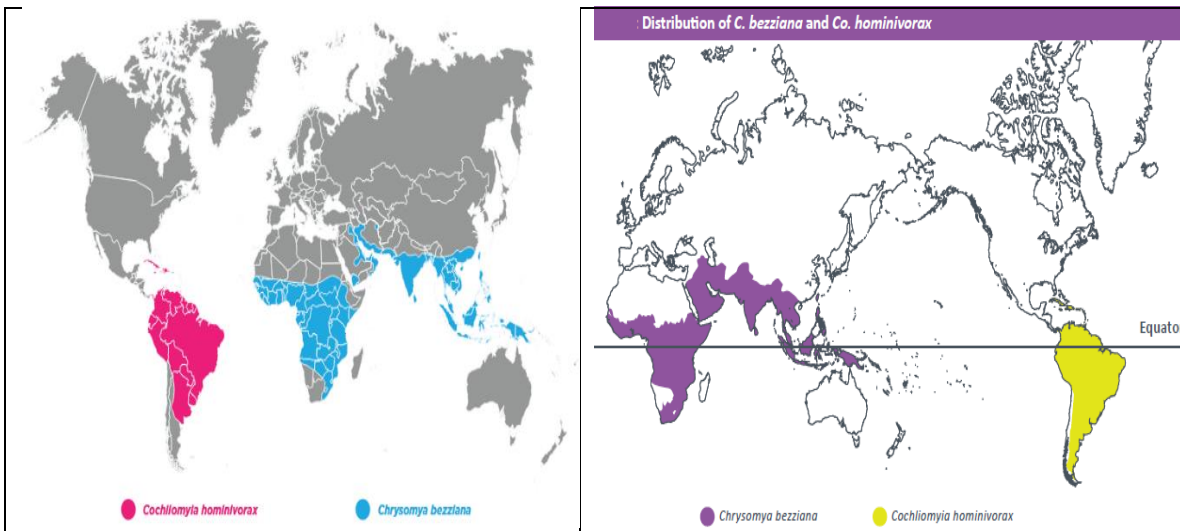 : Distribution of C. bezziana and Co. hominivorax
Equato
Cochliomyia hominivorax
Chrysomya bezziana
Chrysomya bezziana
Cochliomyia hominivorax